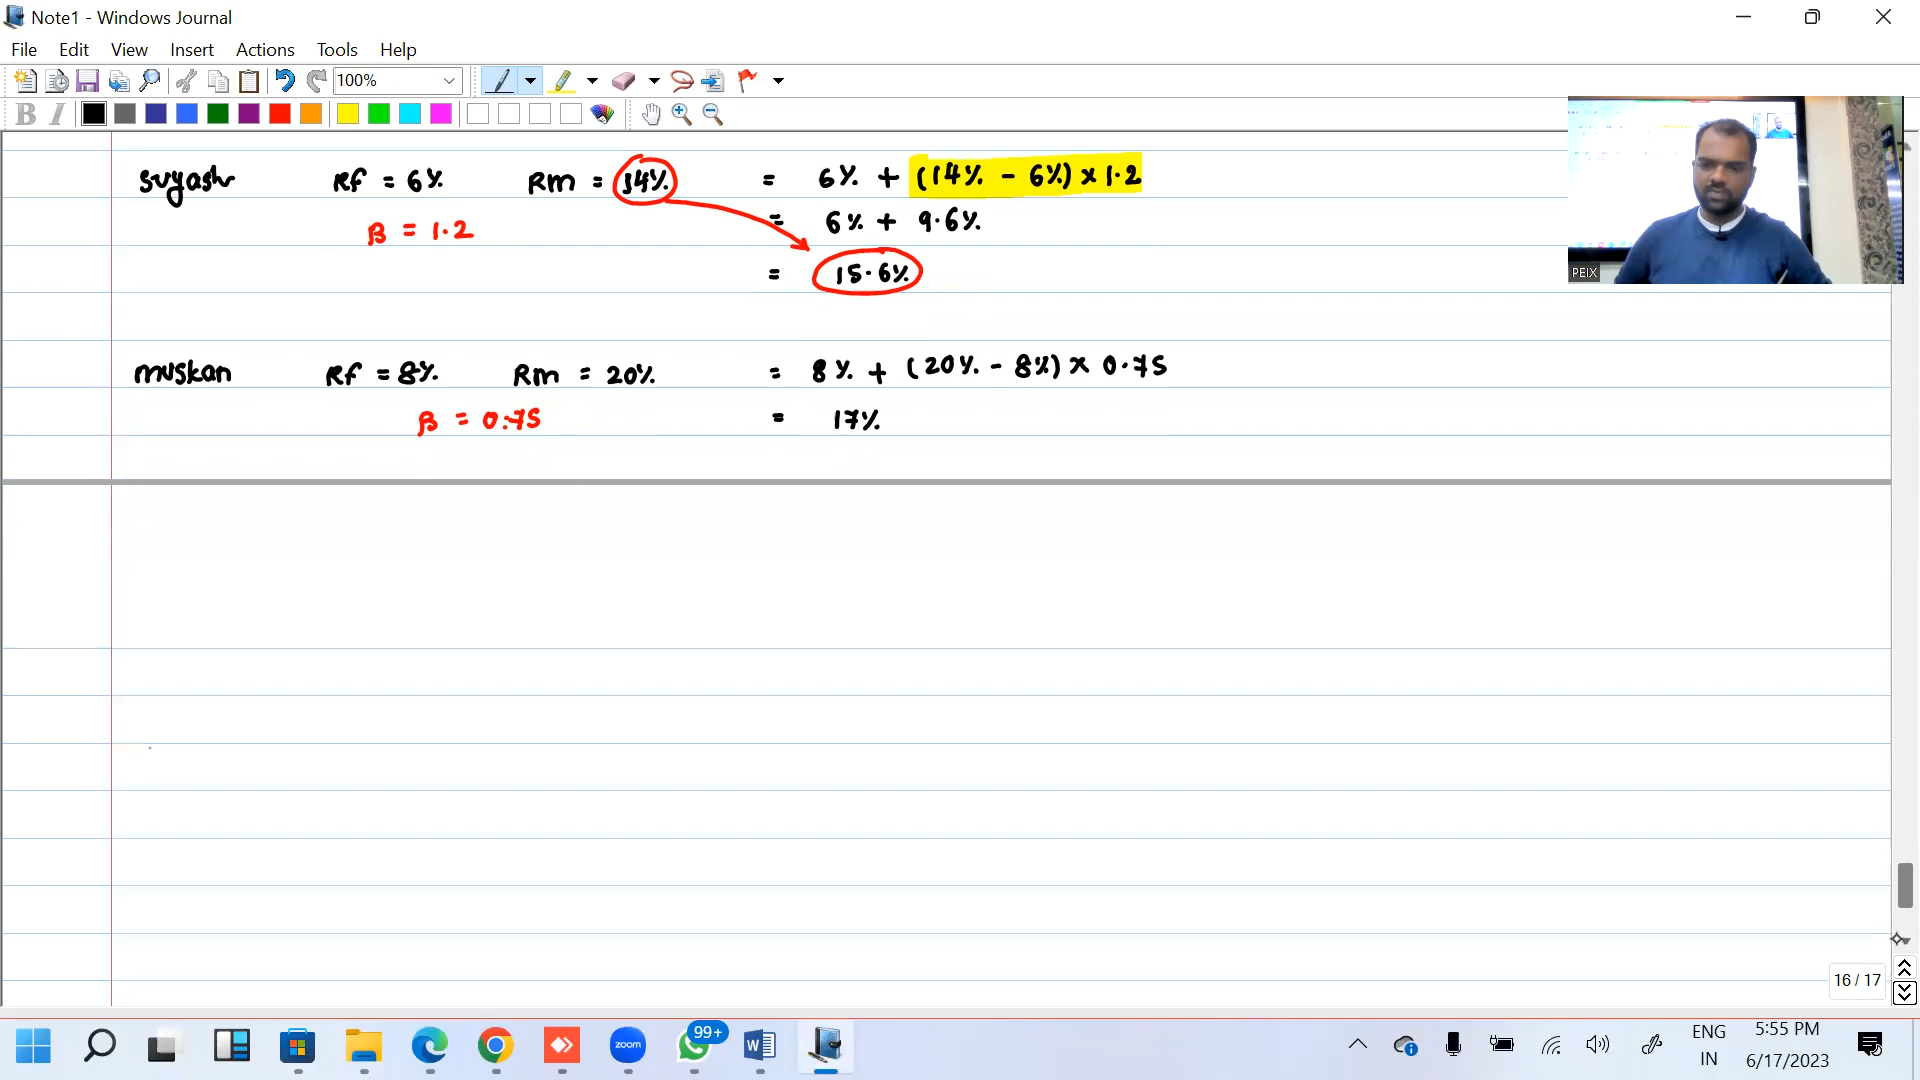 Note1 - Windows Journal
File Edit View Insert Actions Tools Help
100%
B I
suyash Rf = 6% Rm = 14% = 6% + (14% - 6%) × 1.2
β = 1.2 = 6% + 9.6%
= 15.6%
PEIX
muskan Rf = 8% Rm = 20% = 8% + (20% - 8%) × 0.75
β = 0.75 = 17%
16 / 17
99+
zoom
W
ENG
IN
5:55 PM
6/17/2023